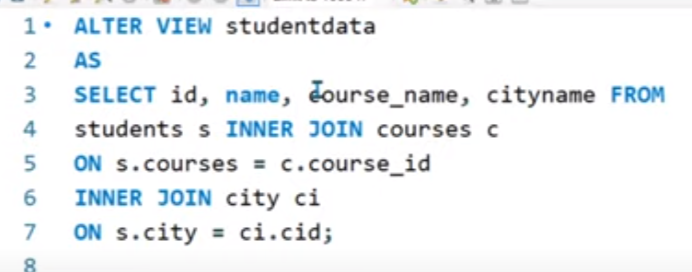 1 ALTER VIEW studentdata
2 AS
3 SELECT id, name, course_name, cityname FROM
4 students s INNER JOIN courses c
5 ON s.courses = c.course_id
6 INNER JOIN city ci
7 ON s.city = ci.cid;
8